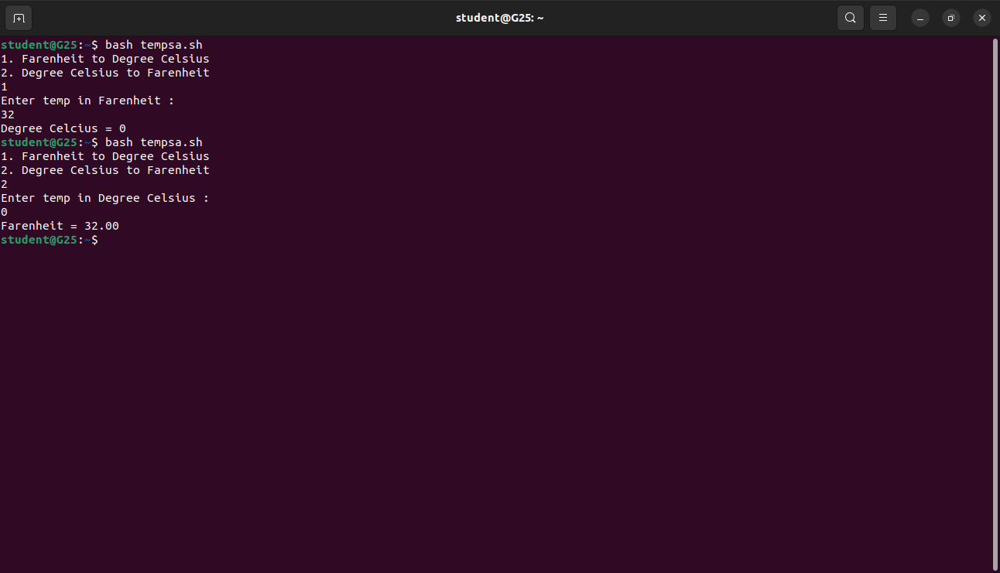 student@G25: ~
student@G25:~$ bash tempsa.sh
1. Farenheit to Degree Celsius
2. Degree Celsius to Farenheit
1
Enter temp in Farenheit :
32
Degree Celcius = 0
student@G25:~$ bash tempsa.sh
1. Farenheit to Degree Celsius
2. Degree Celsius to Farenheit
2
Enter temp in Degree Celsius :
0
Farenheit = 32.00
student@G25:~$